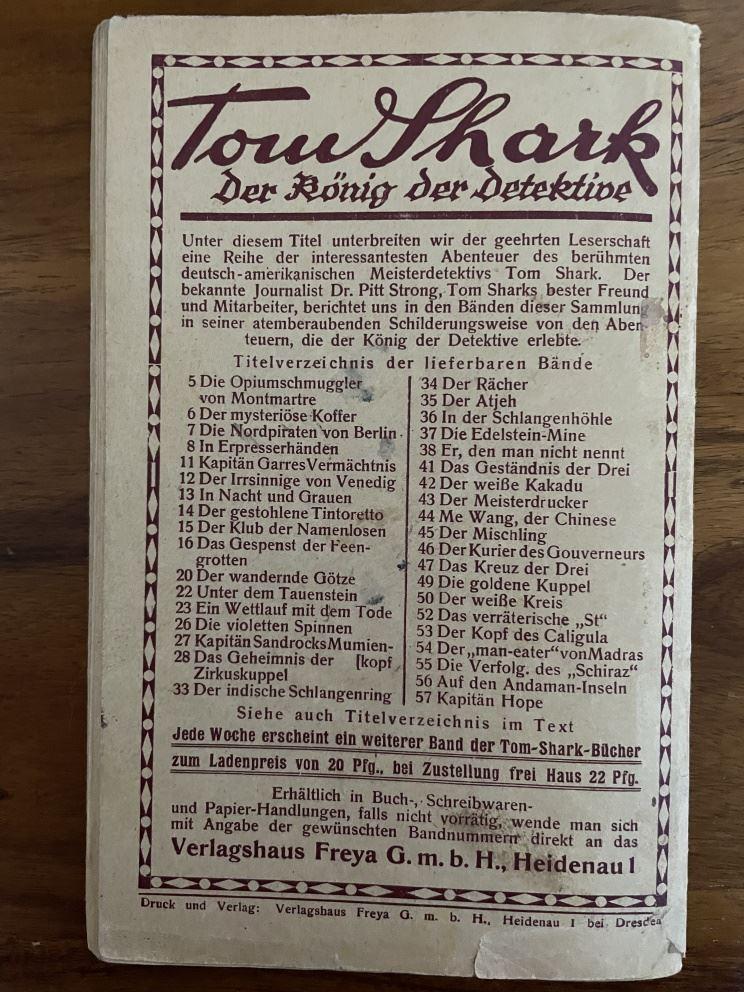 Tom Shark
Der König der Detektive
Unter diesem Titel unterbreiten wir der geehrten Leserschaft
eine Reihe der interessantesten Abenteuer des berühmten
deutsch-amerikanischen Meisterdetektivs Tom Shark. Der
bekannte Journalist Dr. Pitt Strong, Tom Sharks bester Freund
und Mitarbeiter, berichtet uns in den Bänden dieser Sammlung
in seiner atemberaubenden Schilderungsweise von den Aben-
teuern, die der König der Detektive erlebte.
Titelverzeichnis der lieferbaren Bände
5 Die Opiumschmuggler
von Montmartre
6 Der mysteriöse Koffer
7 Die Nordpiraten von Berlin
8 In Erpresserhänden
11 Kapitän Garres Vermächtnis
12 Der Irrsinnige von Venedig
13 In Nacht und Grauen
14 Der gestohlene Tintoretto
15 Der Klub der Namenlosen
16 Das Gespenst der Feen-
grotten
20 Der wandernde Götze
22 Unter dem Tauenstein
23 Ein Wettlauf mit dem Tode
26 Die violetten Spinnen
27 Kapitän Sandrocks Mumien-
28 Das Geheimnis der [kopf
Zirkuskuppel
33 Der indische Schlangenring
34 Der Rächer
35 Der Atjeh
36 In der Schlangenhöhle
37 Die Edelstein-Mine
38 Er, den man nicht nennt
41 Das Geständnis der Drei
42 Der weiße Kakadu
43 Der Meisterdrucker
44 Me Wang, der Chinese
45 Der Mischling
46 Der Kurier des Gouverneurs
47 Das Kreuz der Drei
49 Die goldene Kuppel
50 Der weiße Kreis
52 Das verräterische „St“
53 Der Kopf des Caligula
54 Der „man-eater“ von Madras
55 Die Verfolg. des „Schiraz“
56 Auf den Andaman-Inseln
57 Kapitän Hope
Siehe auch Titelverzeichnis im Text
Jede Woche erscheint ein weiterer Band der Tom-Shark-Bücher
zum Ladenpreis von 20 Pfg., bei Zustellung frei Haus 22 Pfg.
Erhältlich in Buch-, Schreibwaren-
und Papier-Handlungen, falls nicht vorrätig, wende man sich
mit Angabe der gewünschten Bandnummern direkt an das
Verlagshaus Freya G. m. b. H., Heidenau 1
Druck und Verlag: Verlagshaus Freya G. m. b. H., Heidenau 1 bei Dresden